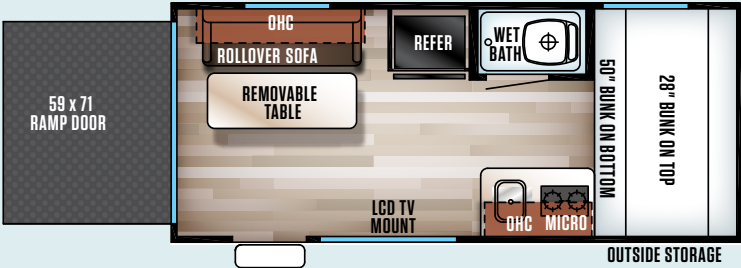 59 x 71
RAMP DOOR
OHC
ROLLOVER SOFA
REMOVABLE
TABLE
REFER
WET
BATH
50" BUNK ON BOTTOM
28" BUNK ON TOP
LCD TV
MOUNT
OHC
MICRO
OUTSIDE STORAGE